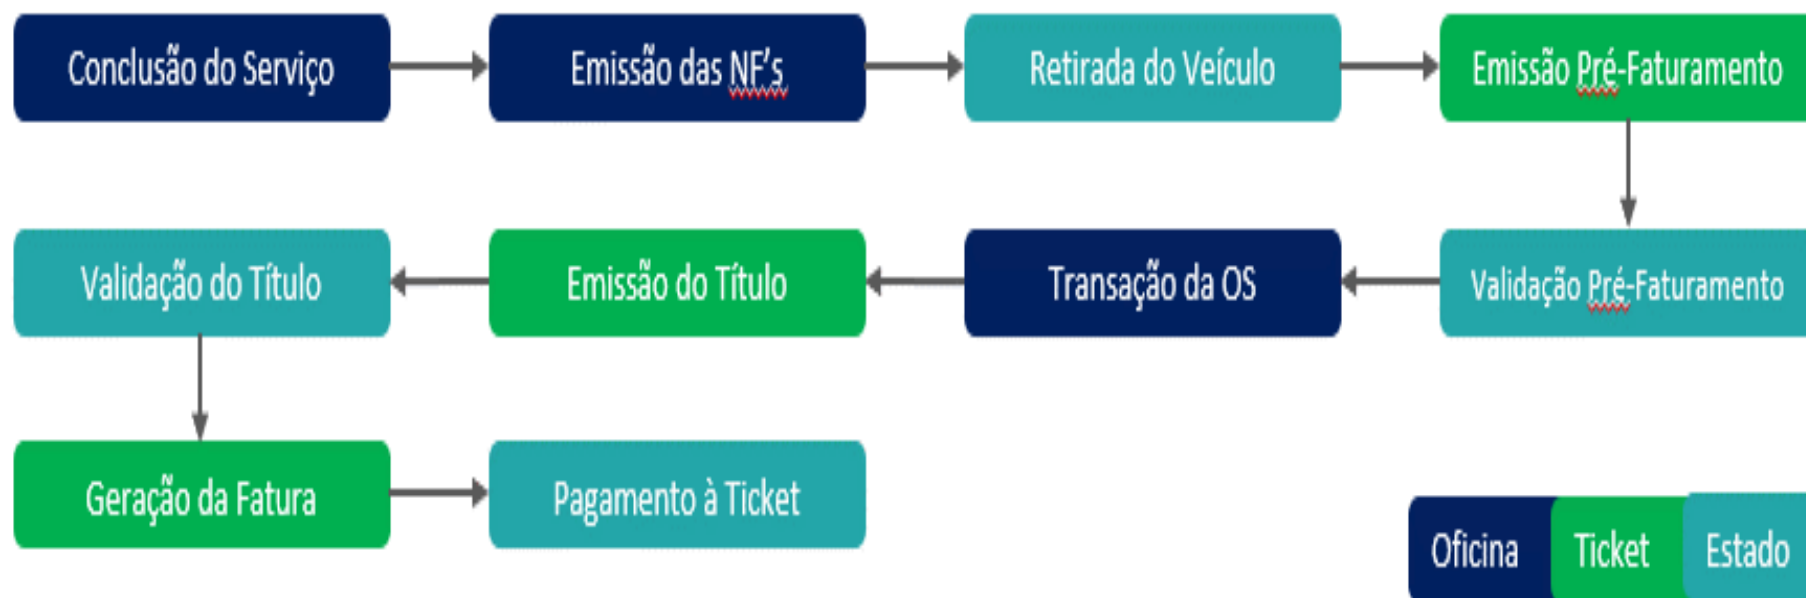 Conclusão do Serviço
Emissão das NF's
Retirada do Veículo
Emissão Pré-Faturamento
Validação Pré-Faturamento
Transação da OS
Emissão do Título
Validação do Título
Geração da Fatura
Pagamento à Ticket
Oficina
Ticket
Estado